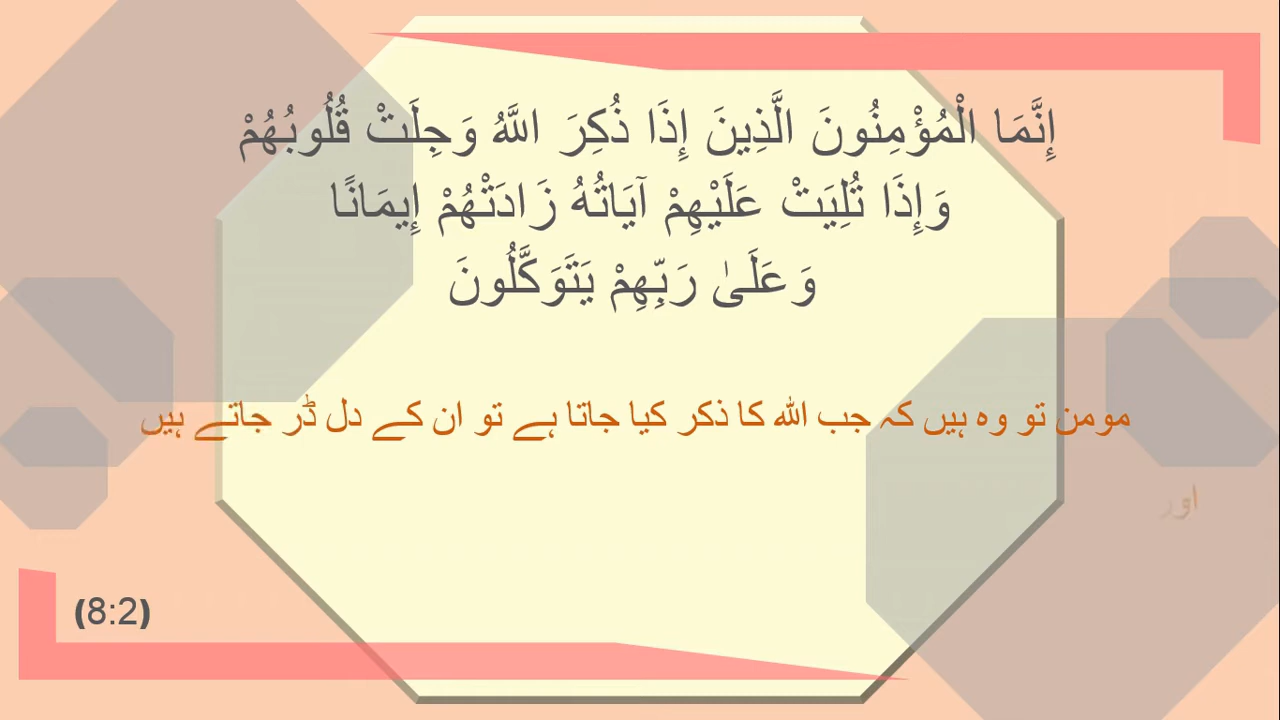 إِنَّمَا الْمُؤْمِنُونَ الَّذِينَ إِذَا ذُكِرَ اللَّهُ وَجِلَتْ قُلُوبُهُمْ
وَإِذَا تُلِيَتْ عَلَيْهِمْ آيَاتُهُ زَادَتْهُمْ إِيمَانًا
وَعَلَىٰ رَبِّهِمْ يَتَوَكَّلُونَ
مومن تو وہ ہیں کہ جب اللہ کا ذکر کیا جاتا ہے تو ان کے دل ڈر جاتے ہیں
اور
(8:2)